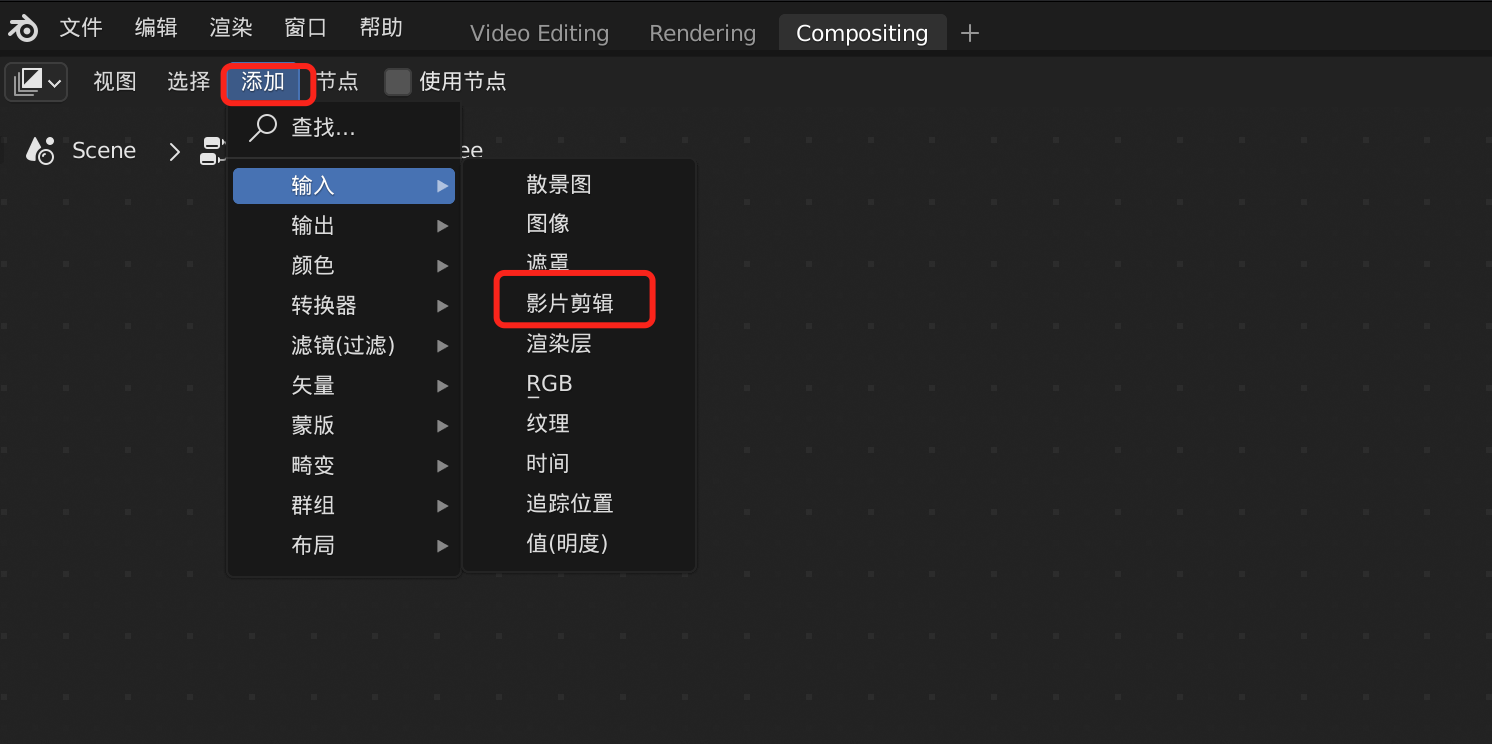 文件 编辑 渲染 窗口 帮助 Video Editing Rendering Compositing
视图 选择 添加 节点 使用节点
查找...
Scene ee
输入
输出
颜色
转换器
滤镜(过滤)
矢量
蒙版
畸变
群组
布局
散景图
图像
遮罩
影片剪辑
渲染层
RGB
纹理
时间
追踪位置
值(明度)